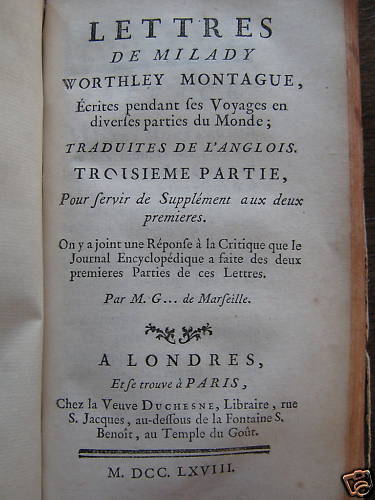 LETTRES
DE MILADY
WORTHLEY MONTAGUE,
Écrites pendant ſes Voyages en
diverſes parties du Monde;
TRADUITES DE L'ANGLOIS.
TROISIEME PARTIE,
Pour ſervir de Supplément aux deux
premieres.
On y a joint une Réponſe à la Critique que le
Journal Encyclopédique a faite des deux
premieres Parties de ces Lettres.
Par M. G... de Marſeille.
A LONDRES,
Et ſe trouve à PARIS,
Chez la Veuve DUCHESNE, Libraire, rue
S. Jacques, au-deſſous de la Fontaine S.
Benoît, au Temple du Goût.
M. DCC. LXVIII.